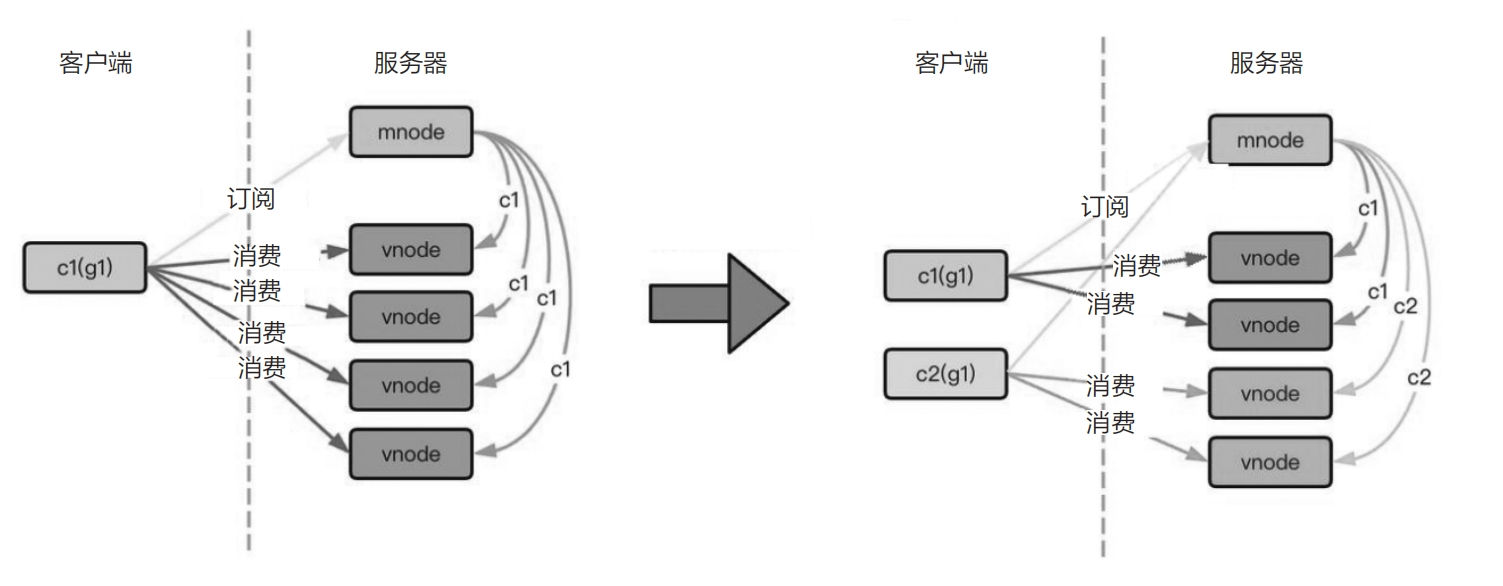 客户端
服务器
mnode
订阅
c1
c1(g1)
消费
vnode
消费
c1
c1
vnode
消费
消费
c1
vnode
vnode
客户端
服务器
mnode
订阅
c1
c1(g1)
消费
vnode
消费
c1
c2
vnode
c2(g1)
消费
c2
vnode
消费
vnode